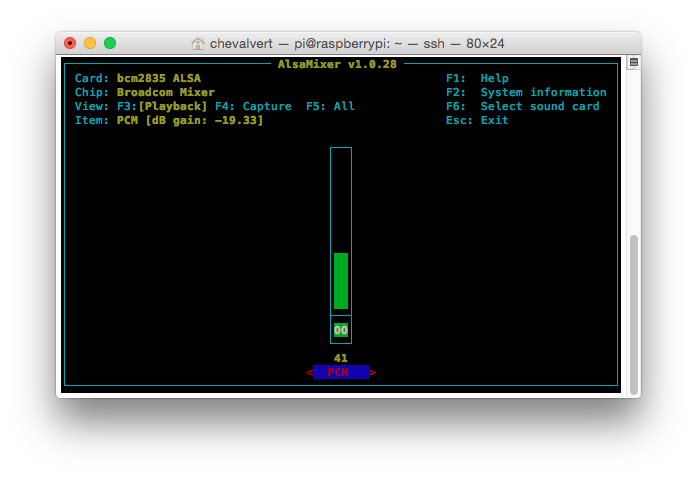 chevalvert — pi@raspberrypi: ~ — ssh — 80×24
AlsaMixer v1.0.28
Card: bcm2835 ALSA F1: Help
Chip: Broadcom Mixer F2: System information
View: F3:[Playback] F4: Capture F5: All F6: Select sound card
Item: PCM [dB gain: −19.33] Esc: Exit
OO
41
< PCM >